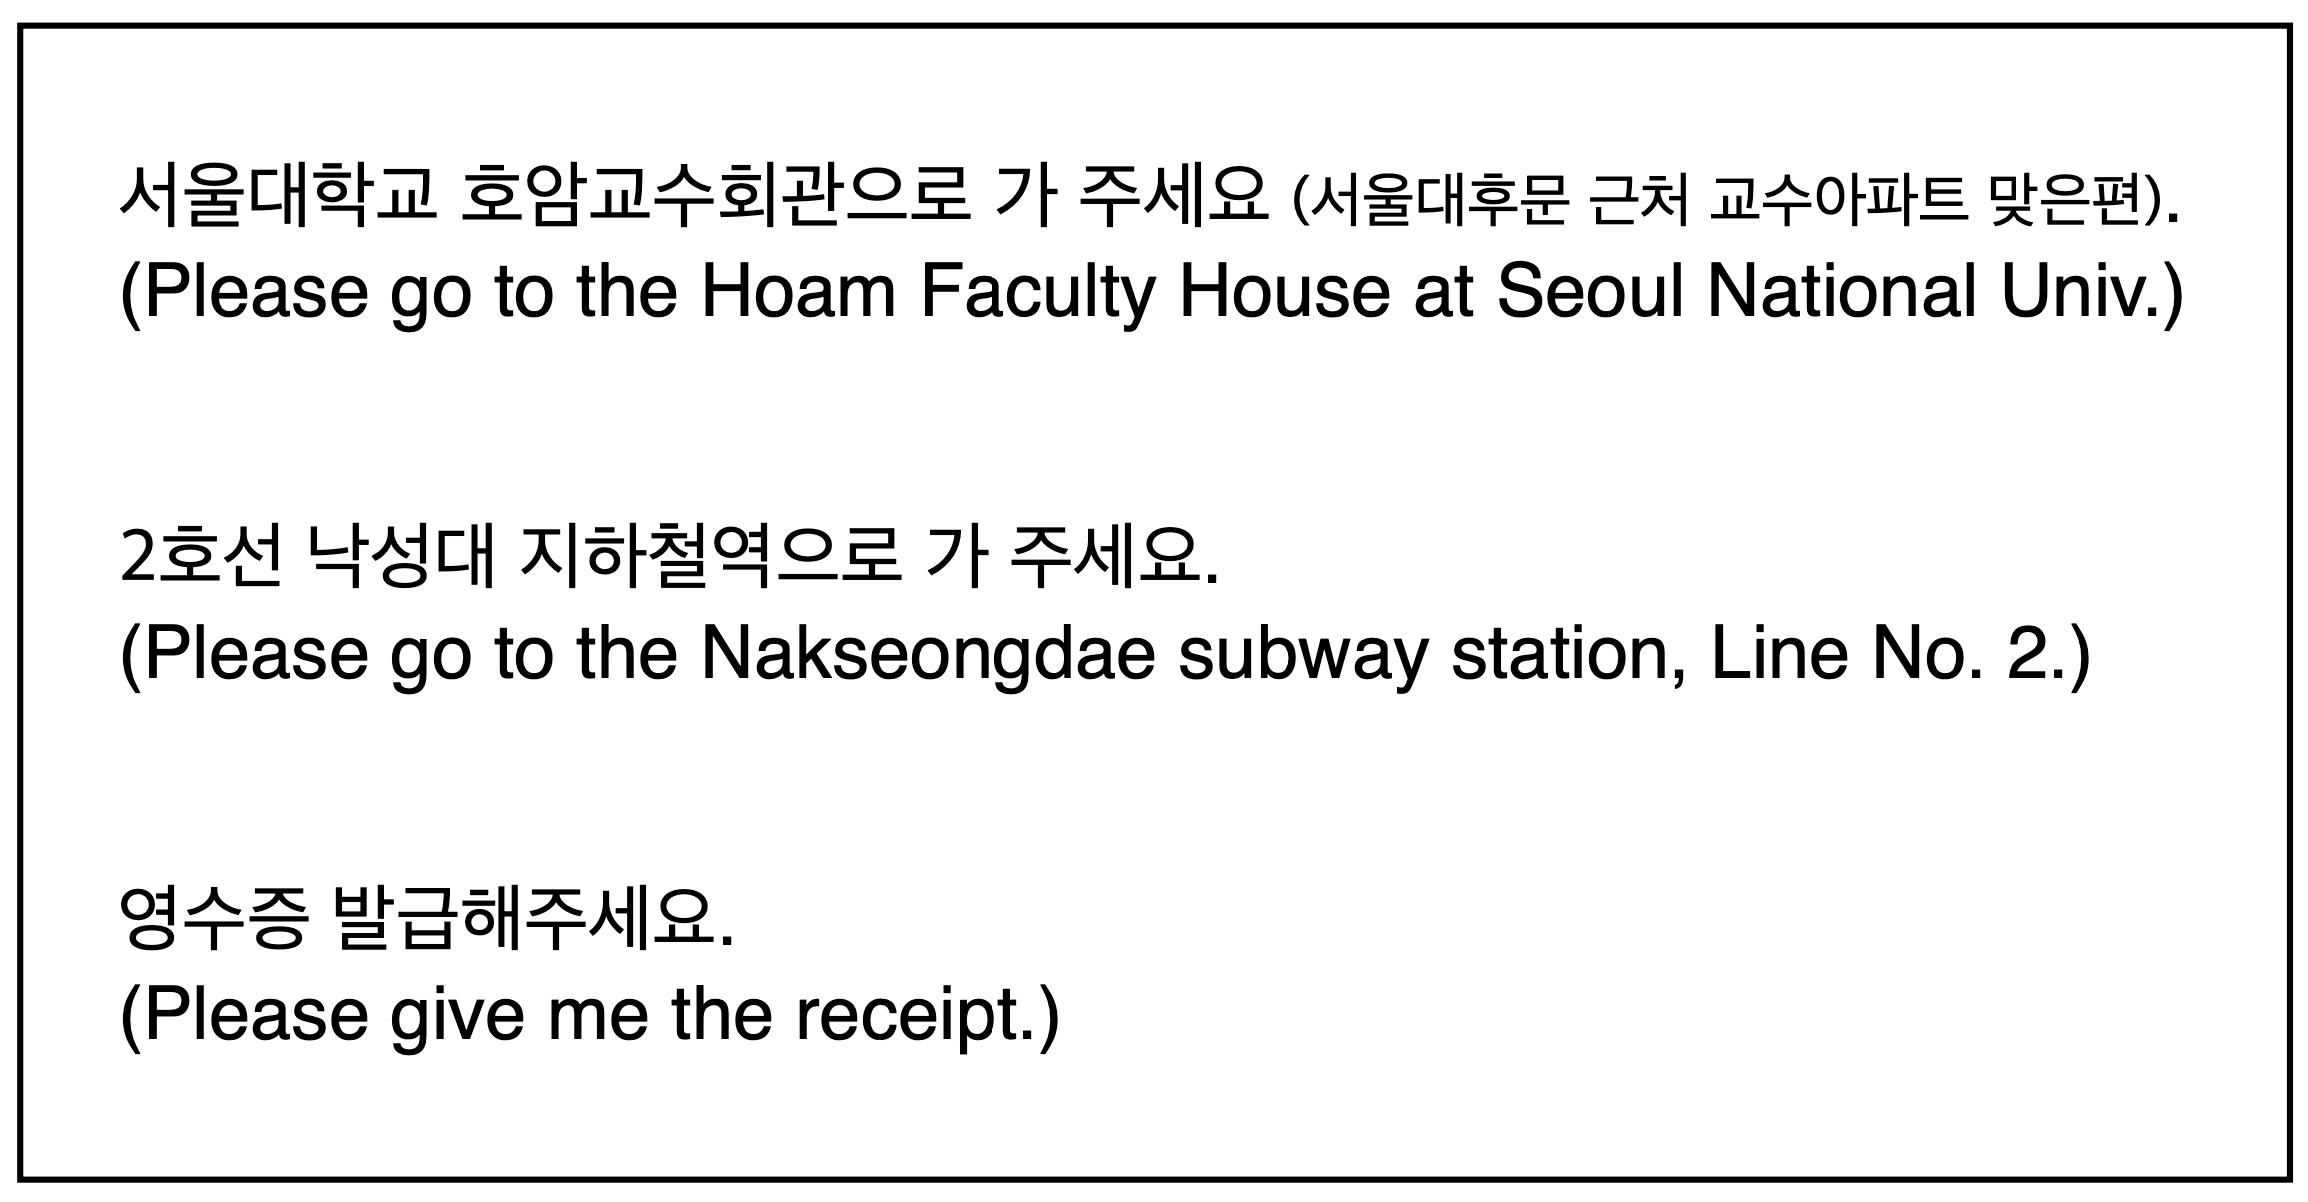 서울대학교 호암교수회관으로 가 주세요 (서울대후문 근처 교수아파트 맞은편).
(Please go to the Hoam Faculty House at Seoul National Univ.)
2호선 낙성대 지하철역으로 가 주세요.
(Please go to the Nakseongdae subway station, Line No. 2.)
영수증 발급해주세요.
(Please give me the receipt.)